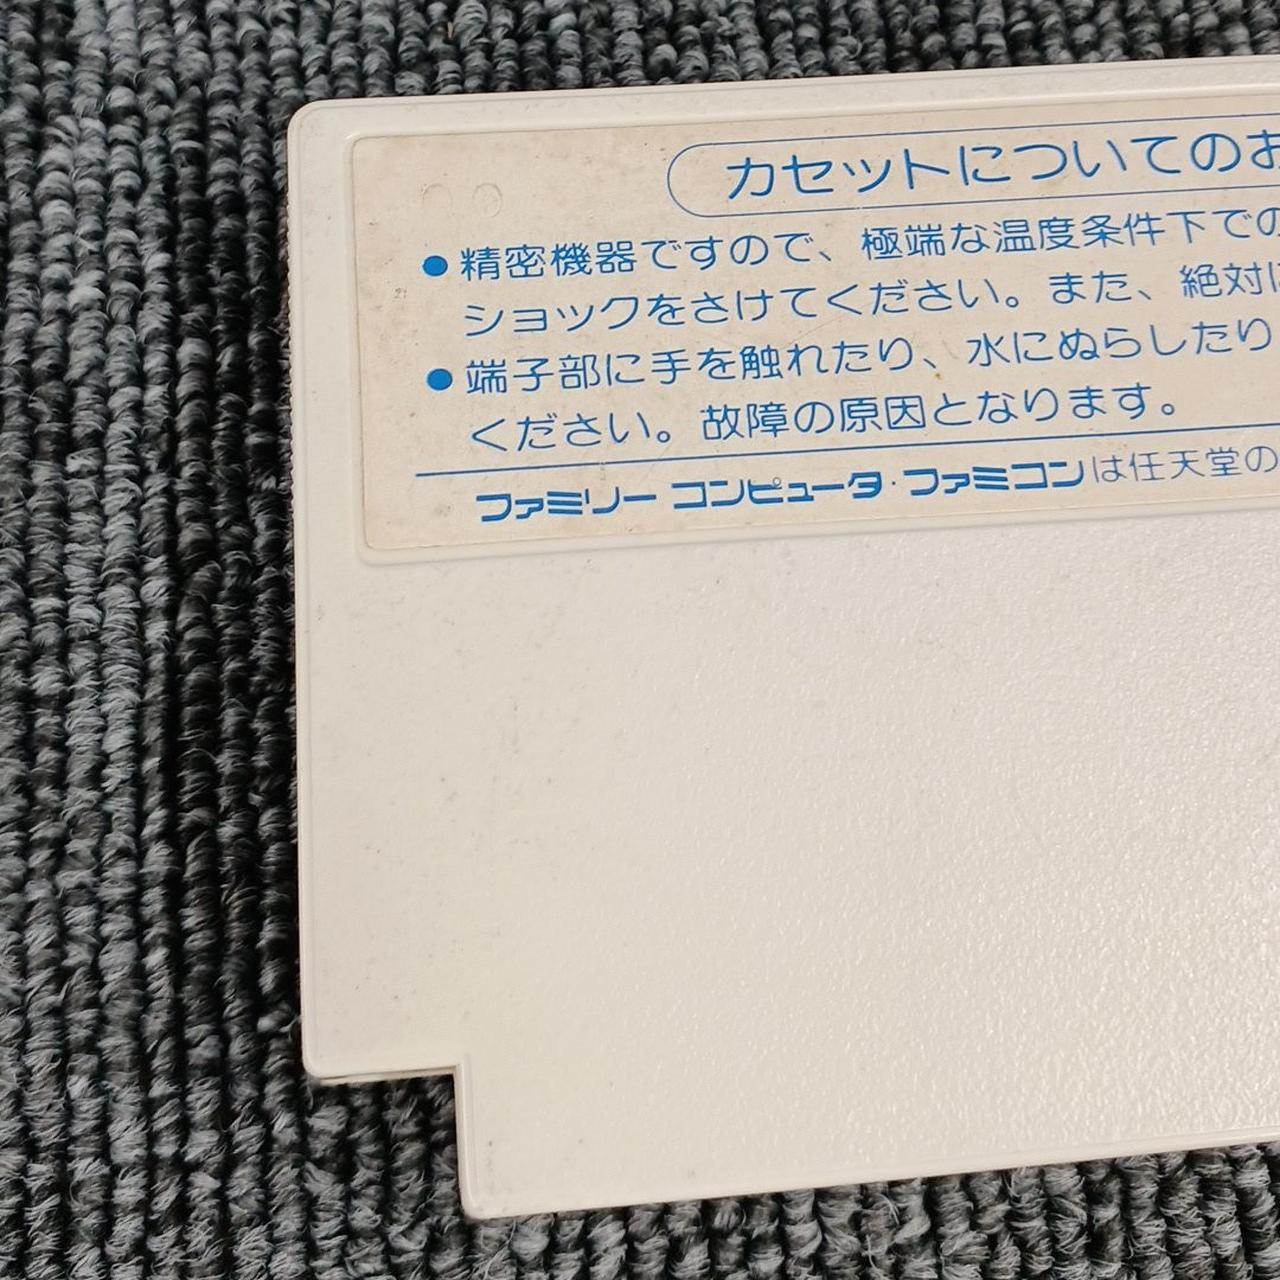 カセットについてのお
●精密機器ですので、極端な温度条件下での
ショックをさけてください。また、絶対に
●端子部に手を触れたり、水にぬらしたり
ください。故障の原因となります。
ファミリー コンピュータ・ファミコンは任天堂の